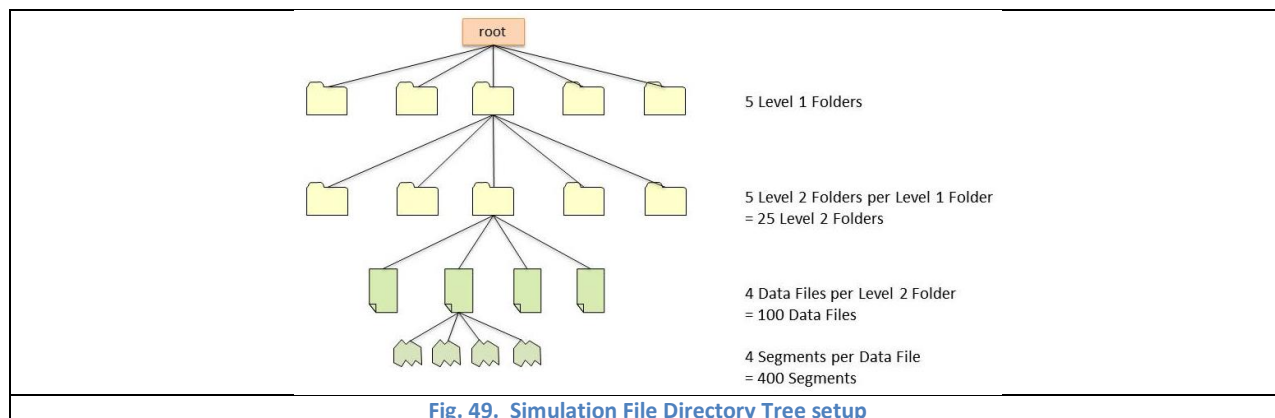 root
5 Level 1 Folders
5 Level 2 Folders per Level 1 Folder
= 25 Level 2 Folders
4 Data Files per Level 2 Folder
= 100 Data Files
4 Segments per Data File
= 400 Segments
Fig. 49. Simulation File Directory Tree setup